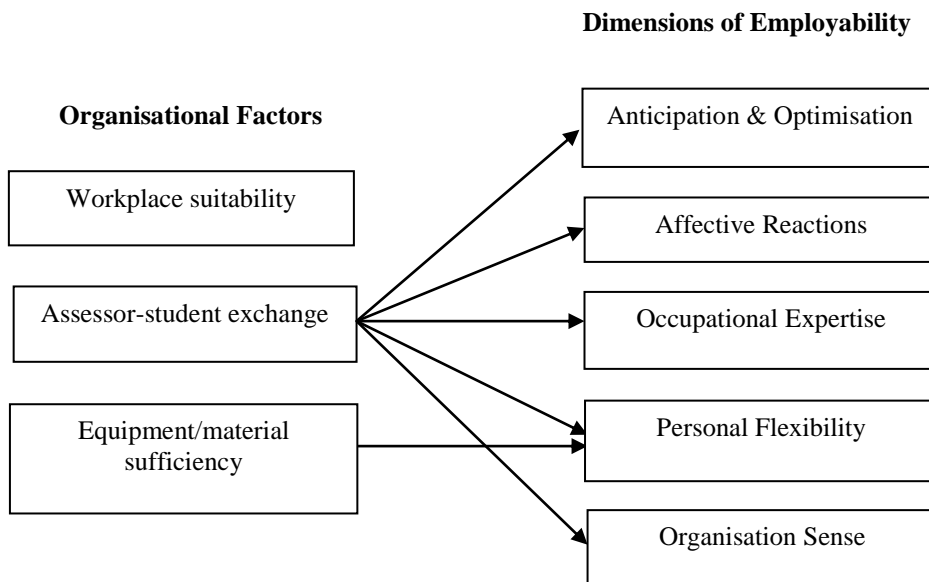 Dimensions of Employability
Organisational Factors
Anticipation & Optimisation
Workplace suitability
Affective Reactions
Assessor-student exchange
Occupational Expertise
Equipment/material
sufficiency
Personal Flexibility
Organisation Sense